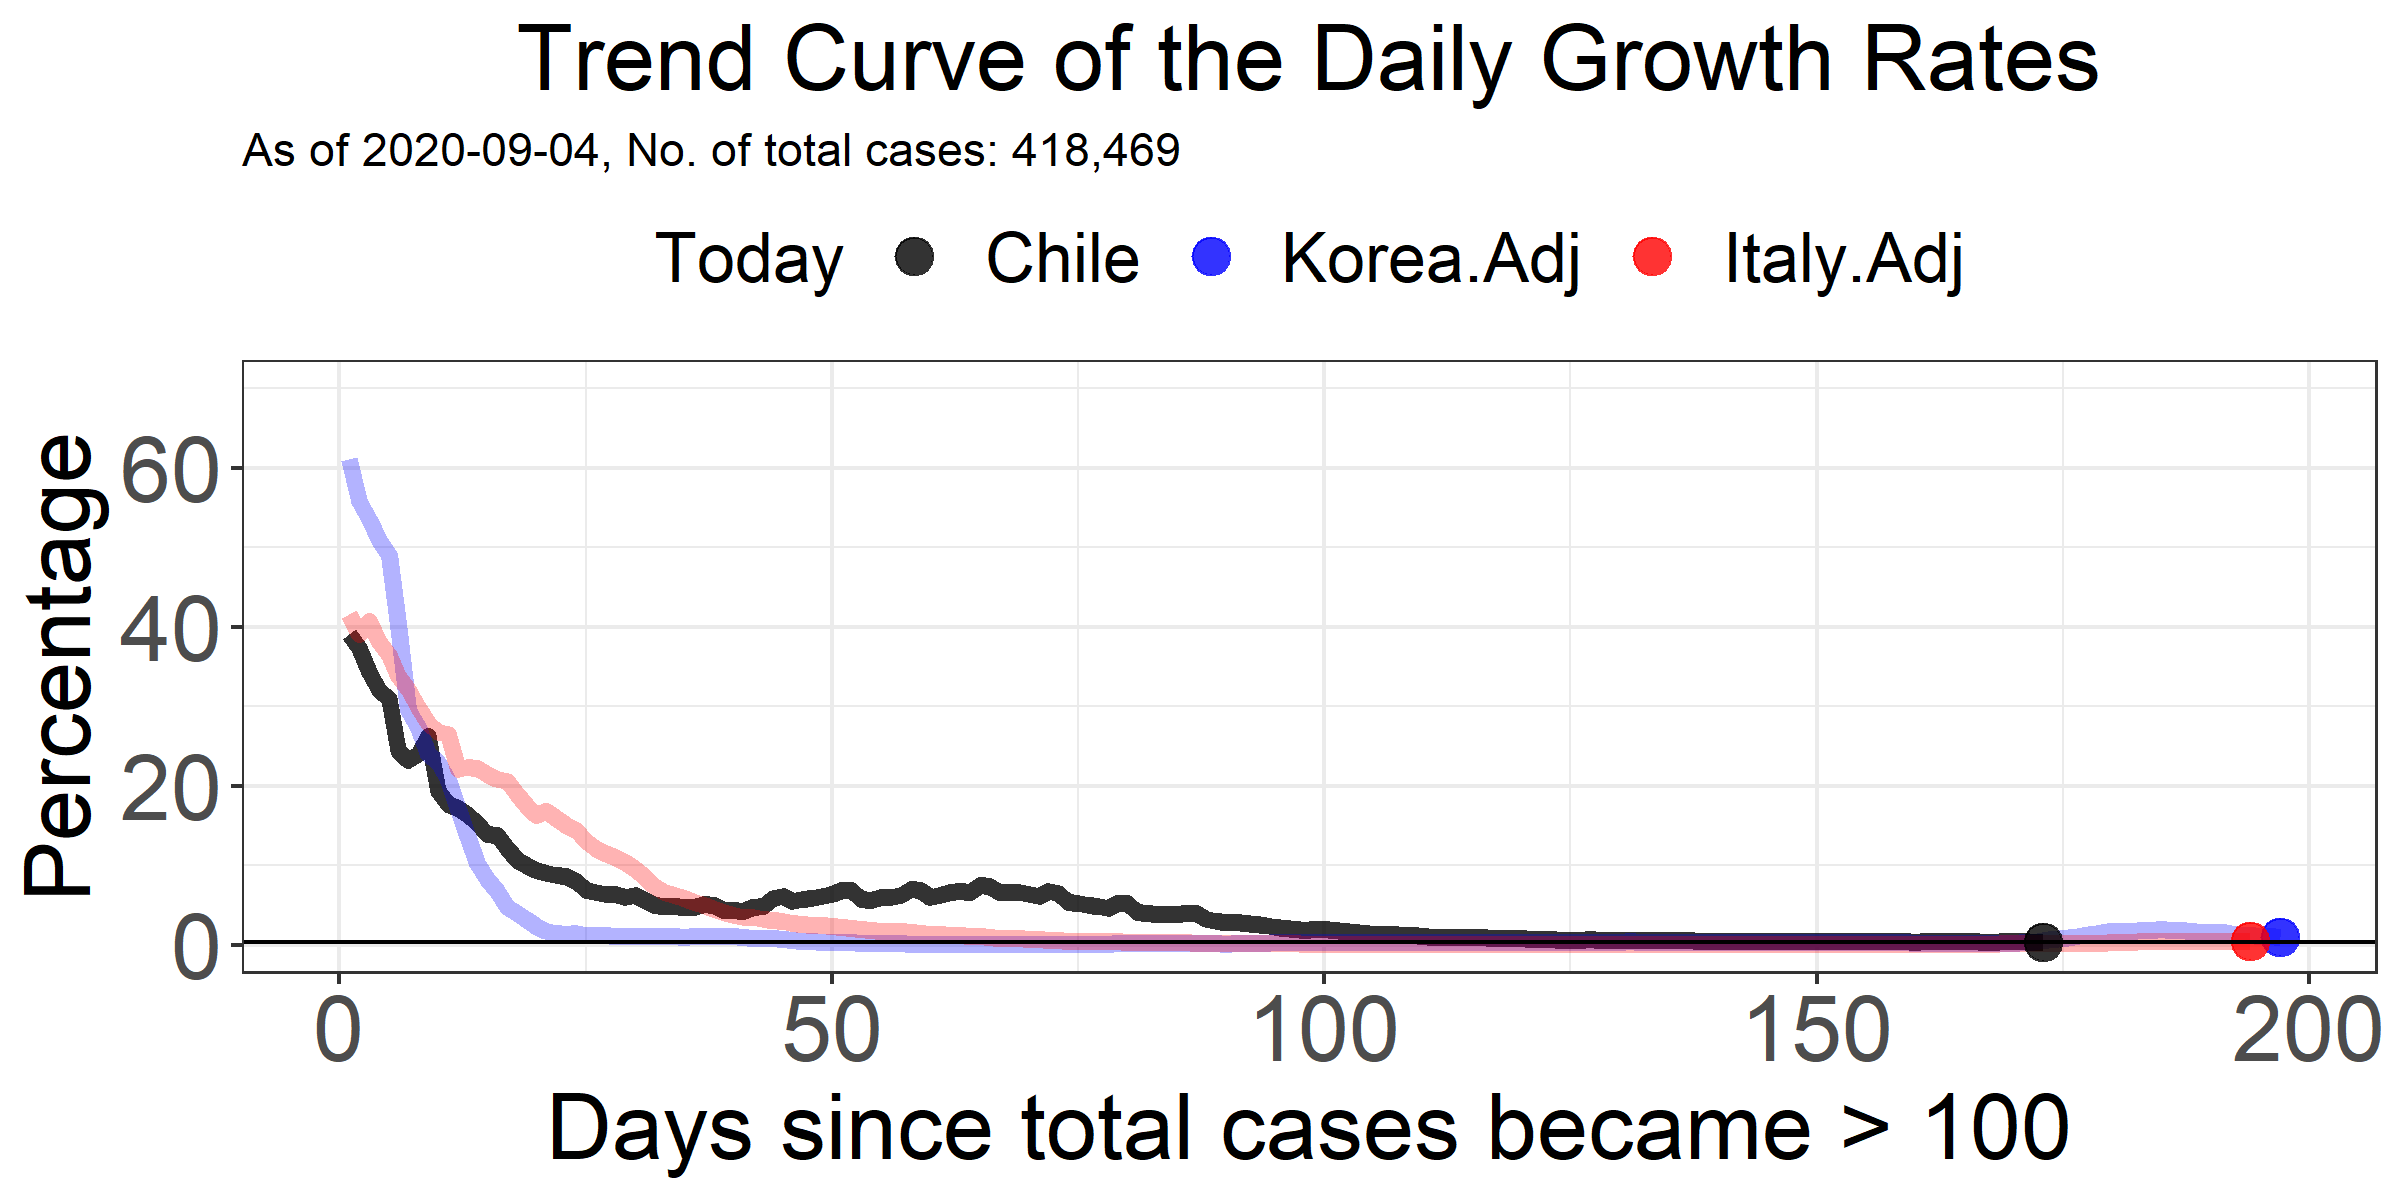 Trend Curve of the Daily Growth Rates
As of 2020-09-04, No. of total cases: 418,469
Today Chile Korea.Adj Italy.Adj
Percentage
60
40
20
0
0 50 100 150 200
Days since total cases became > 100